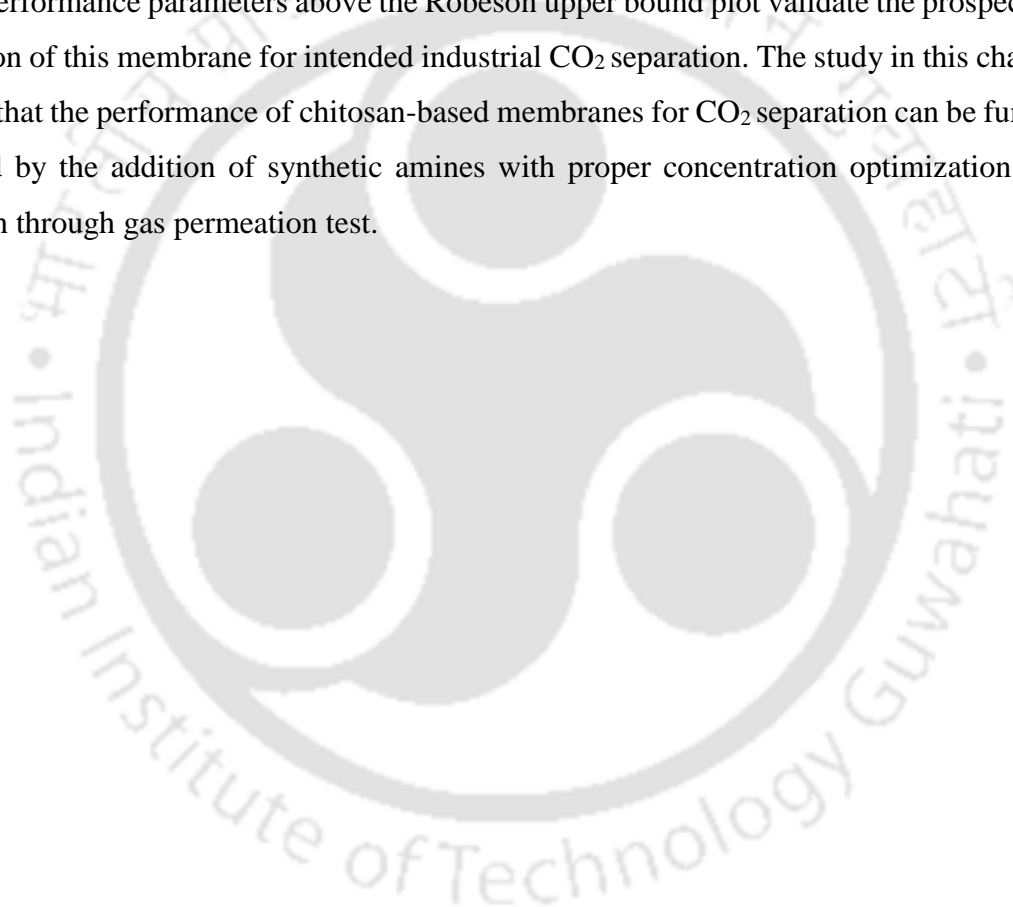 erformance parameters above the Robeson upper bound plot validate the prospec
on of this membrane for intended industrial CO2 separation. The study in this cha
that the performance of chitosan-based membranes for CO2 separation can be fur
d by the addition of synthetic amines with proper concentration optimization
n through gas permeation test.
Indian Institute of Technology Guwahati